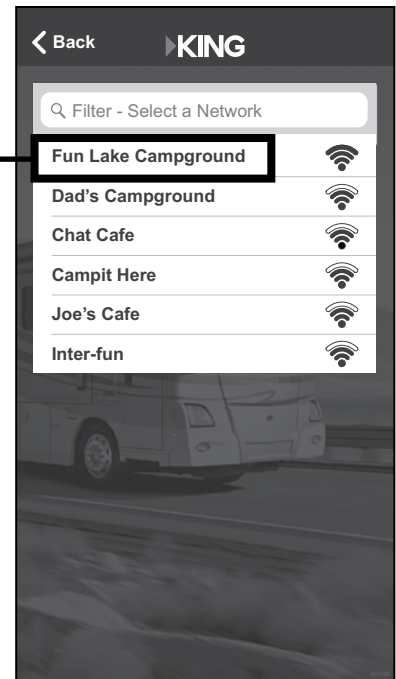 Back
KING
Filter - Select a Network
Fun Lake Campground
Dad's Campground
Chat Cafe
Campit Here
Joe's Cafe
Inter-fun